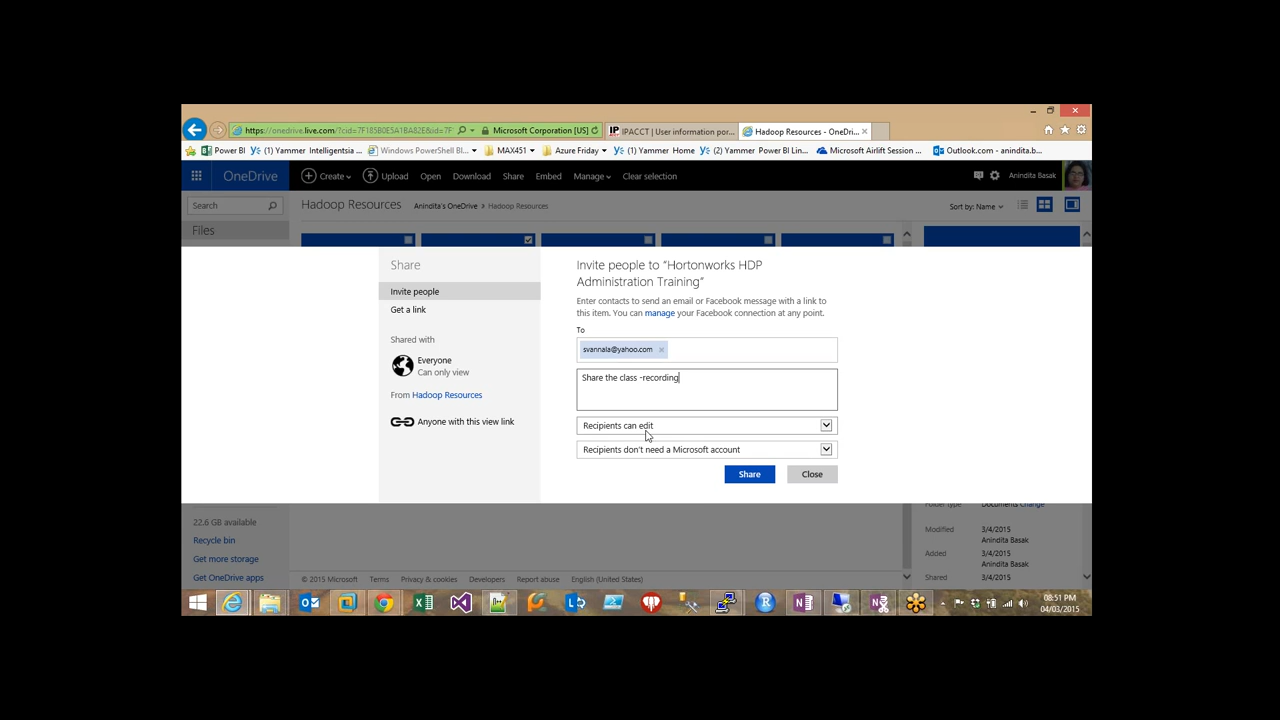 https://onedrive.live.com/?cid=7F185B0E5A1BA82E&id=7F
Microsoft Corporation [US]
IPACCT | User information por...
Hadoop Resources - OneDri...
Power BI
(1) Yammer Intelligentsia ...
Windows PowerShell Bl...
MAX451
Azure Friday
(1) Yammer Home
(2) Yammer Power BI Lin...
Microsoft Airlift Session ...
Outlook.com - anindita.b...
OneDrive
Create
Upload
Open
Download
Share
Embed
Manage
Clear selection
Anindita Basak
Search
Hadoop Resources
Anindita's OneDrive > Hadoop Resources
Sort by: Name
Files
Share
Invite people
Get a link
Shared with
Everyone
Can only view
From Hadoop Resources
Anyone with this view link
Invite people to "Hortonworks HDP
Administration Training"
Enter contacts to send an email or Facebook message with a link to
this item. You can manage your Facebook connection at any point.
To
svannala@yahoo.com
Share the class -recording
Recipients can edit
Recipients don't need a Microsoft account
Share
Close
22.6 GB available
Recycle bin
Get more storage
Get OneDrive apps
Documents Change
Modified
3/4/2015
Anindita Basak
Added
3/4/2015
Anindita Basak
Shared
3/4/2015
© 2015 Microsoft
Terms
Privacy & cookies
Developers
Report abuse
English (United States)
08:51 PM
04/03/2015